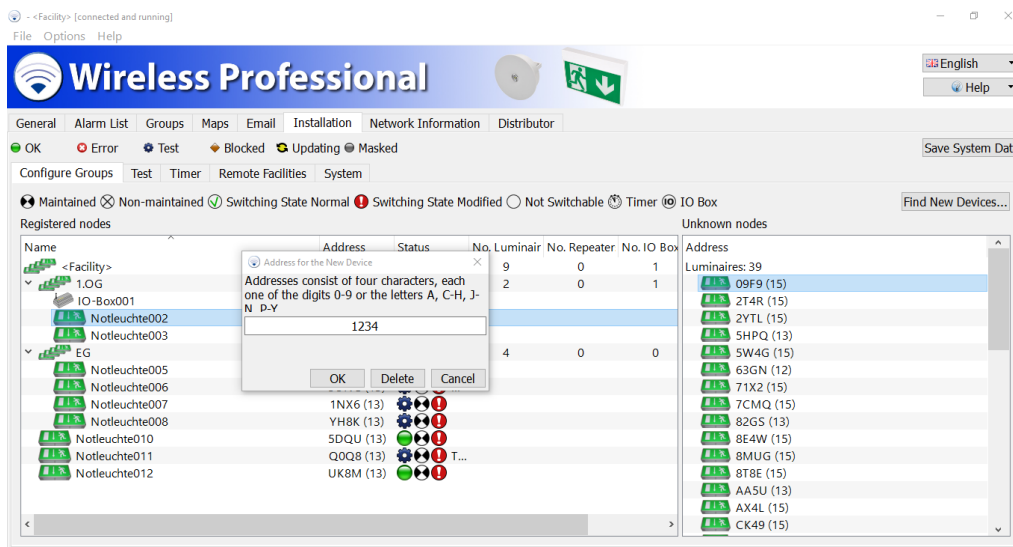 - <Facility> [connected and running]
File Options Help
Wireless Professional
English
Help
General Alarm List Groups Maps Email Installation Network Information Distributor
OK Error Test Blocked Updating Masked
Save System Dat
Configure Groups Test Timer Remote Facilities System
Maintained Non-maintained Switching State Normal Switching State Modified Not Switchable Timer IO IO Box
Find New Devices...
Registered nodes
Name Address Status No. Luminair No. Repeater No. IO Box
<Facility> 9 0 1
1.OG 2 0 1
IO-Box001
Notleuchte002
Notleuchte003
EG 4 0 0
Notleuchte005
Notleuchte006
Notleuchte007 1NX6 (13)
Notleuchte008 YH8K (13)
Notleuchte010 5DQU (13)
Notleuchte011 Q0Q8 (13) T...
Notleuchte012 UK8M (13)
Address for the New Device
Addresses consist of four characters, each
one of the digits 0-9 or the letters A, C-H, J-
N, P-Y
1234
OK Delete Cancel
Unknown nodes
Address
Luminaires: 39
09F9 (15)
2T4R (15)
2YTL (15)
5HPQ (13)
5W4G (15)
63GN (12)
71X2 (15)
7CMQ (15)
82GS (13)
8E4W (15)
8MUG (15)
8T8E (15)
AA5U (13)
AX4L (15)
CK49 (15)